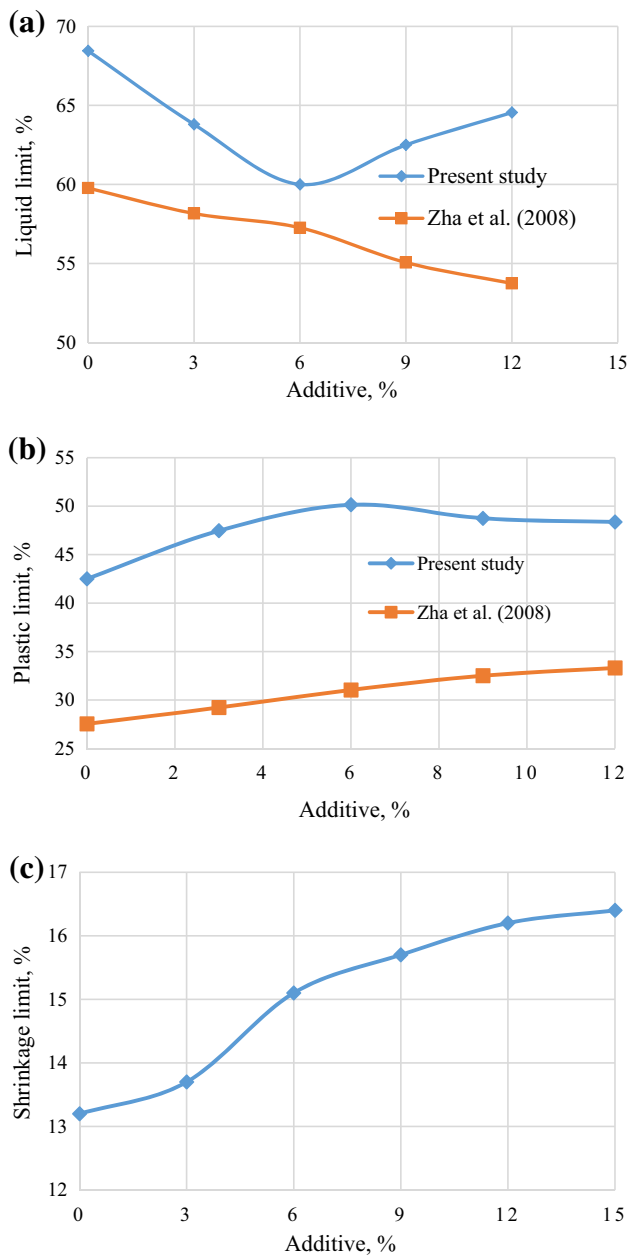 (a)
70
65
60
55
50
Liquid limit, %
Present study
Zha et al. (2008)
0 3 6 9 12 15
Additive, %
(b)
55
50
45
40
35
30
25
Plastic limit, %
Present study
Zha et al. (2008)
0 2 4 6 8 10 12
Additive, %
(c)
17
16
15
14
13
12
Shrinkage limit, %
0 3 6 9 12 15
Additive, %